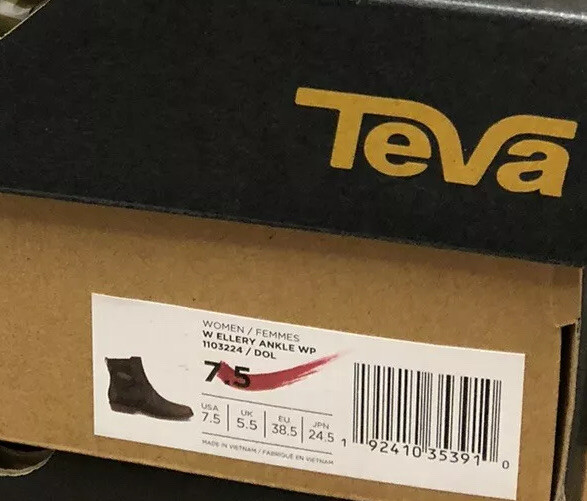 Teva
WOMEN / FEMMES
W ELLERY ANKLE WP
1103224 / DOL
7.5
USA UK EU JPN
7.5 5.5 38.5 24.5
MADE IN VIETNAM / FABRIQUÉ EN VIETNAM
1 92410 35391 0